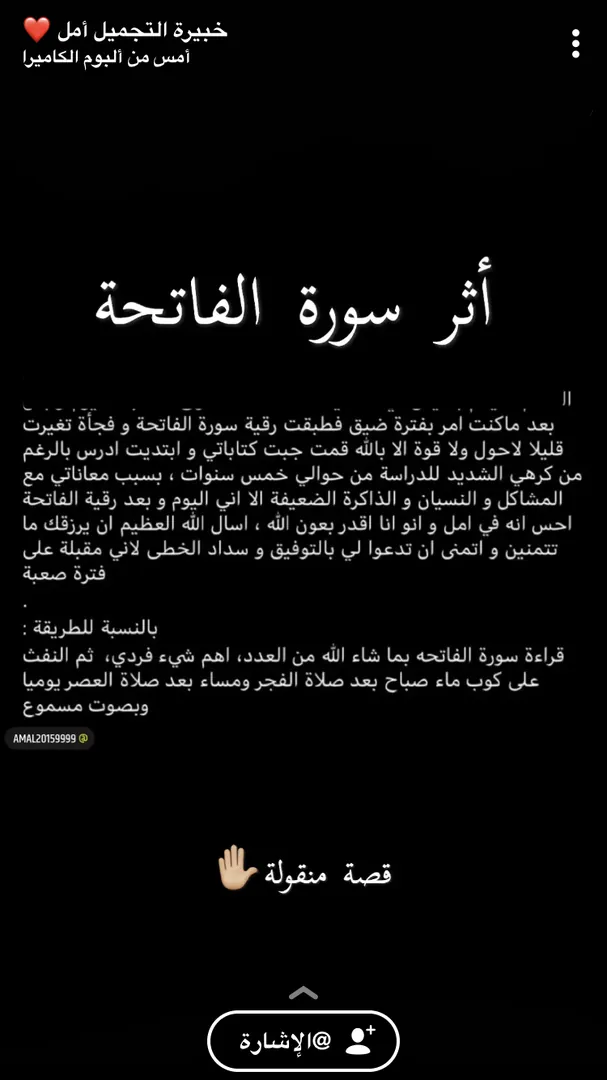 خبيرة التجميل أمل ❤️
أمس من ألبوم الكاميرا
أثر سورة الفاتحة
بعد ماكنت امر بفترة ضيق فطبقت رقية سورة الفاتحة و فجأة تغيرت
قليلا لاحول ولا قوة الا بالله قمت جبت كتاباتي و ابتديت ادرس بالرغم
من كرهي الشديد للدراسة من حوالي خمس سنوات ، بسبب معاناتي مع
المشاكل و النسيان و الذاكرة الضعيفة الا اني اليوم و بعد رقية الفاتحة
احس انه في امل و انو انا اقدر بعون الله ، اسال الله العظيم ان يرزقك ما
تتمنين و اتمنى ان تدعوا لي بالتوفيق و سداد الخطى لاني مقبلة على
فترة صعبة
.
بالنسبة للطريقة :
قراءة سورة الفاتحه بما شاء الله من العدد، اهم شيء فردي، ثم النفث
على كوب ماء صباح بعد صلاة الفجر ومساء بعد صلاة العصر يوميا
وبصوت مسموع
@ AMAL20159999
قصة منقولة ✋🏼
@الإشارة